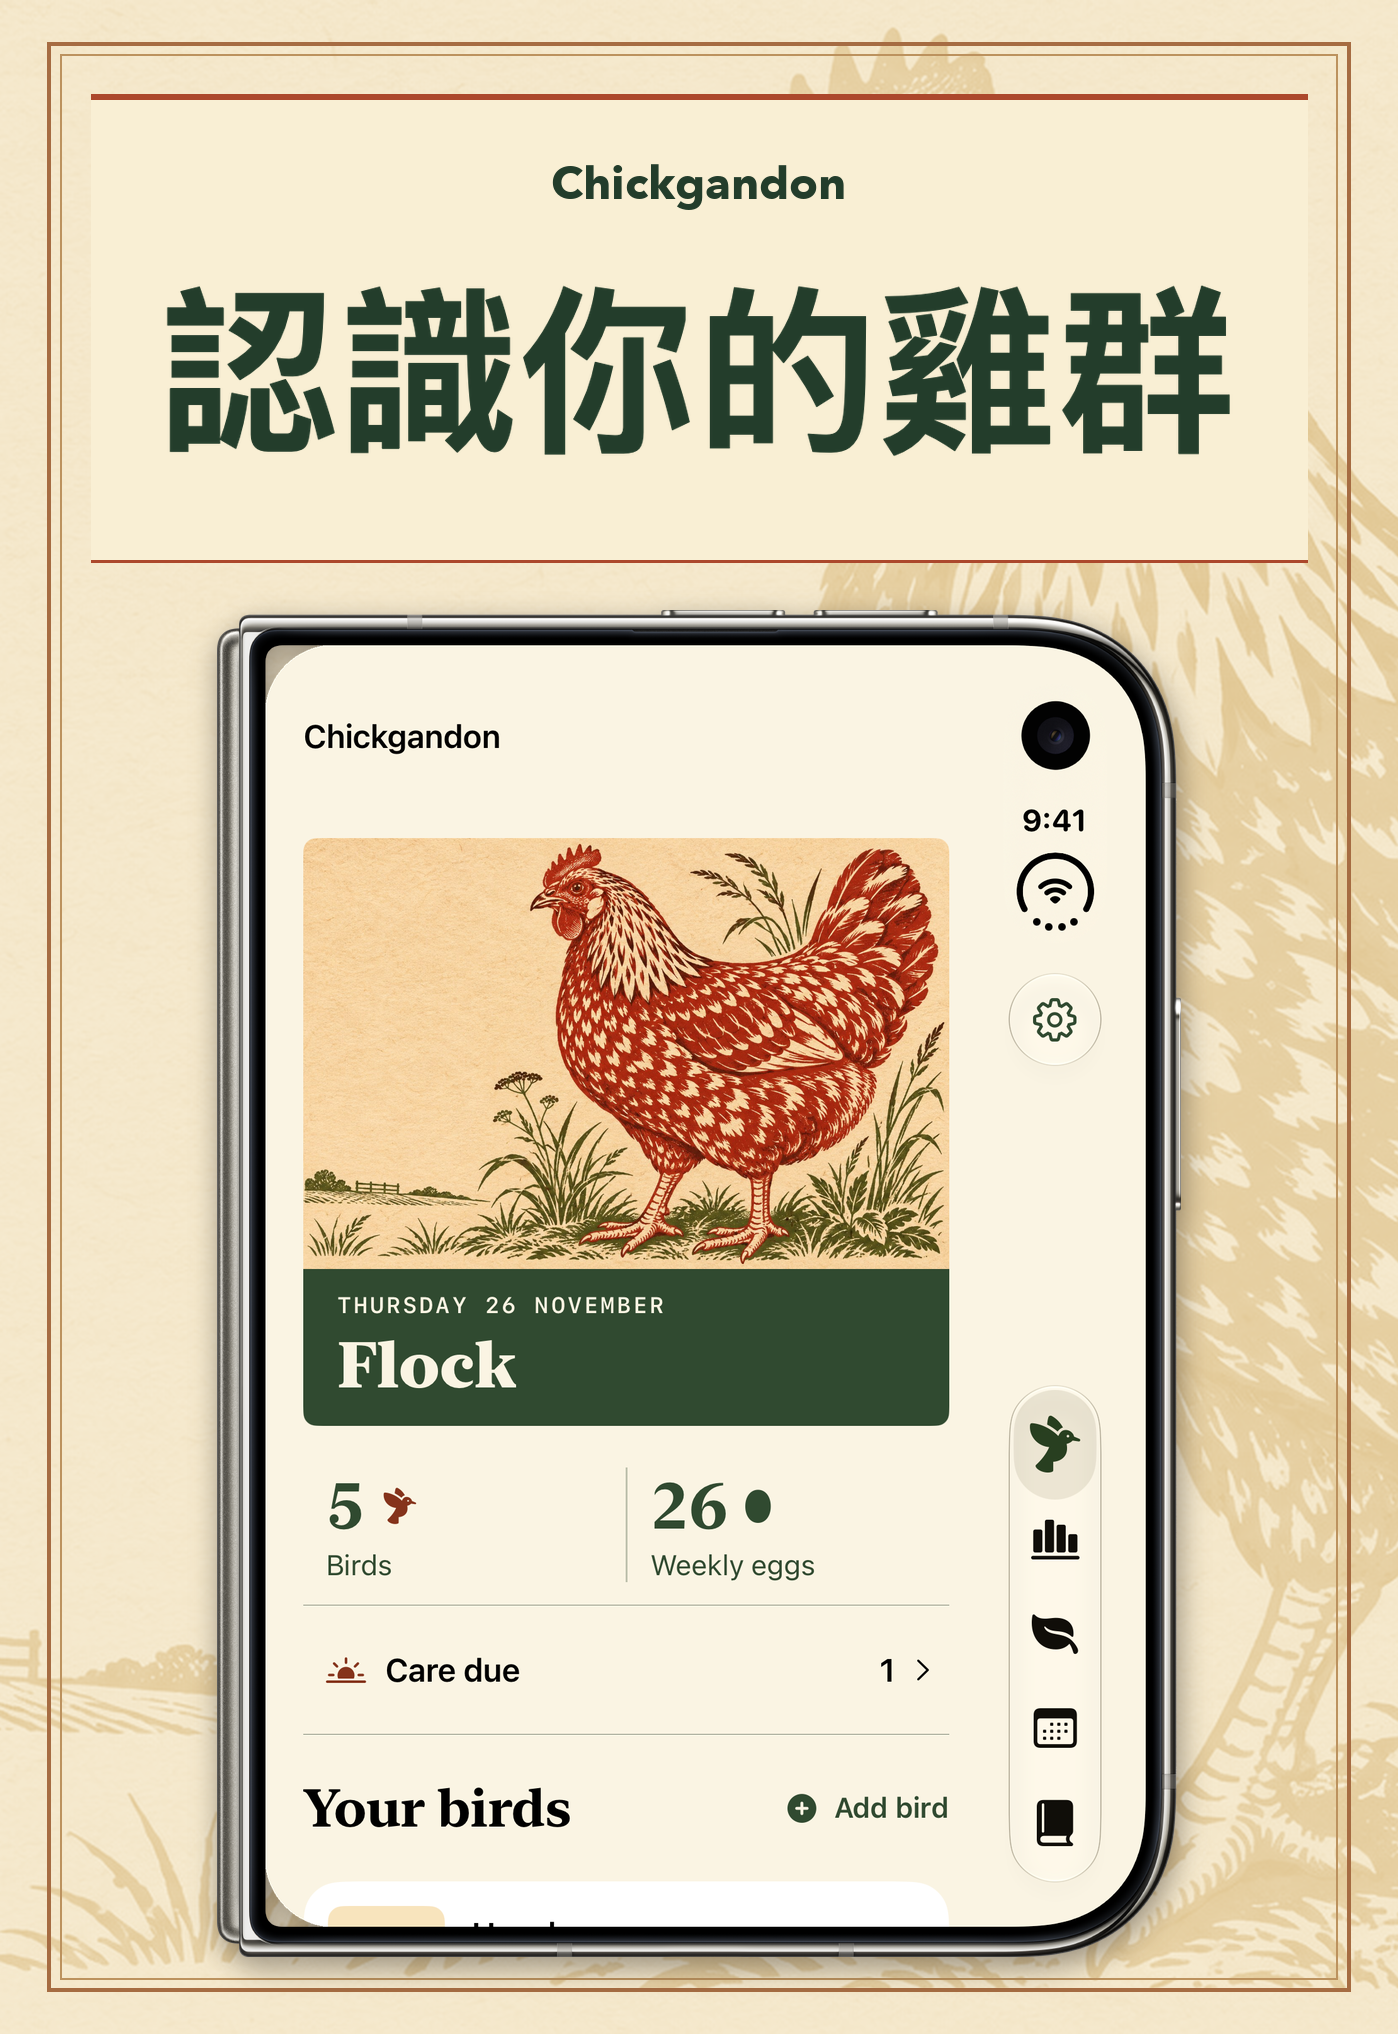 Chickgandon
認識你的雞群
Chickgandon
9:41
THURSDAY 26 NOVEMBER
Flock
5
Birds
26
Weekly eggs
Care due
1
Your birds
Add bird